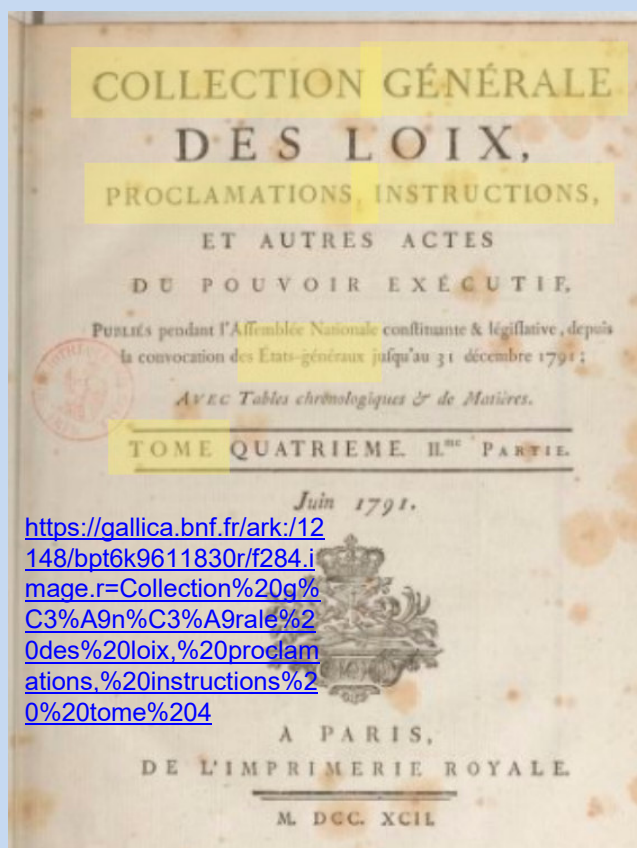 COLLECTION GÉNÉRALE
DES LOIX,
PROCLAMATIONS, INSTRUCTIONS,
ET AUTRES ACTES
DU POUVOIR EXÉCUTIF,
PUBLIÉS pendant l'Aſſemblée Nationale conſtituante & légiſlative, depuis
la convocation des États-généraux juſqu'au 31 décembre 1791;
AVEC Tables chronologiques & de Matières.
TOME QUATRIEME. II.me PARTIE.
Juin 1791.
https://gallica.bnf.fr/ark:/12
148/bpt6k9611830r/f284.i
mage.r=Collection%20g%
C3%A9n%C3%A9rale%2
0des%20loix,%20proclam
ations,%20instructions%2
0%20tome%204
A PARIS,
DE L'IMPRIMERIE ROYALE.
M. DCC. XCII.